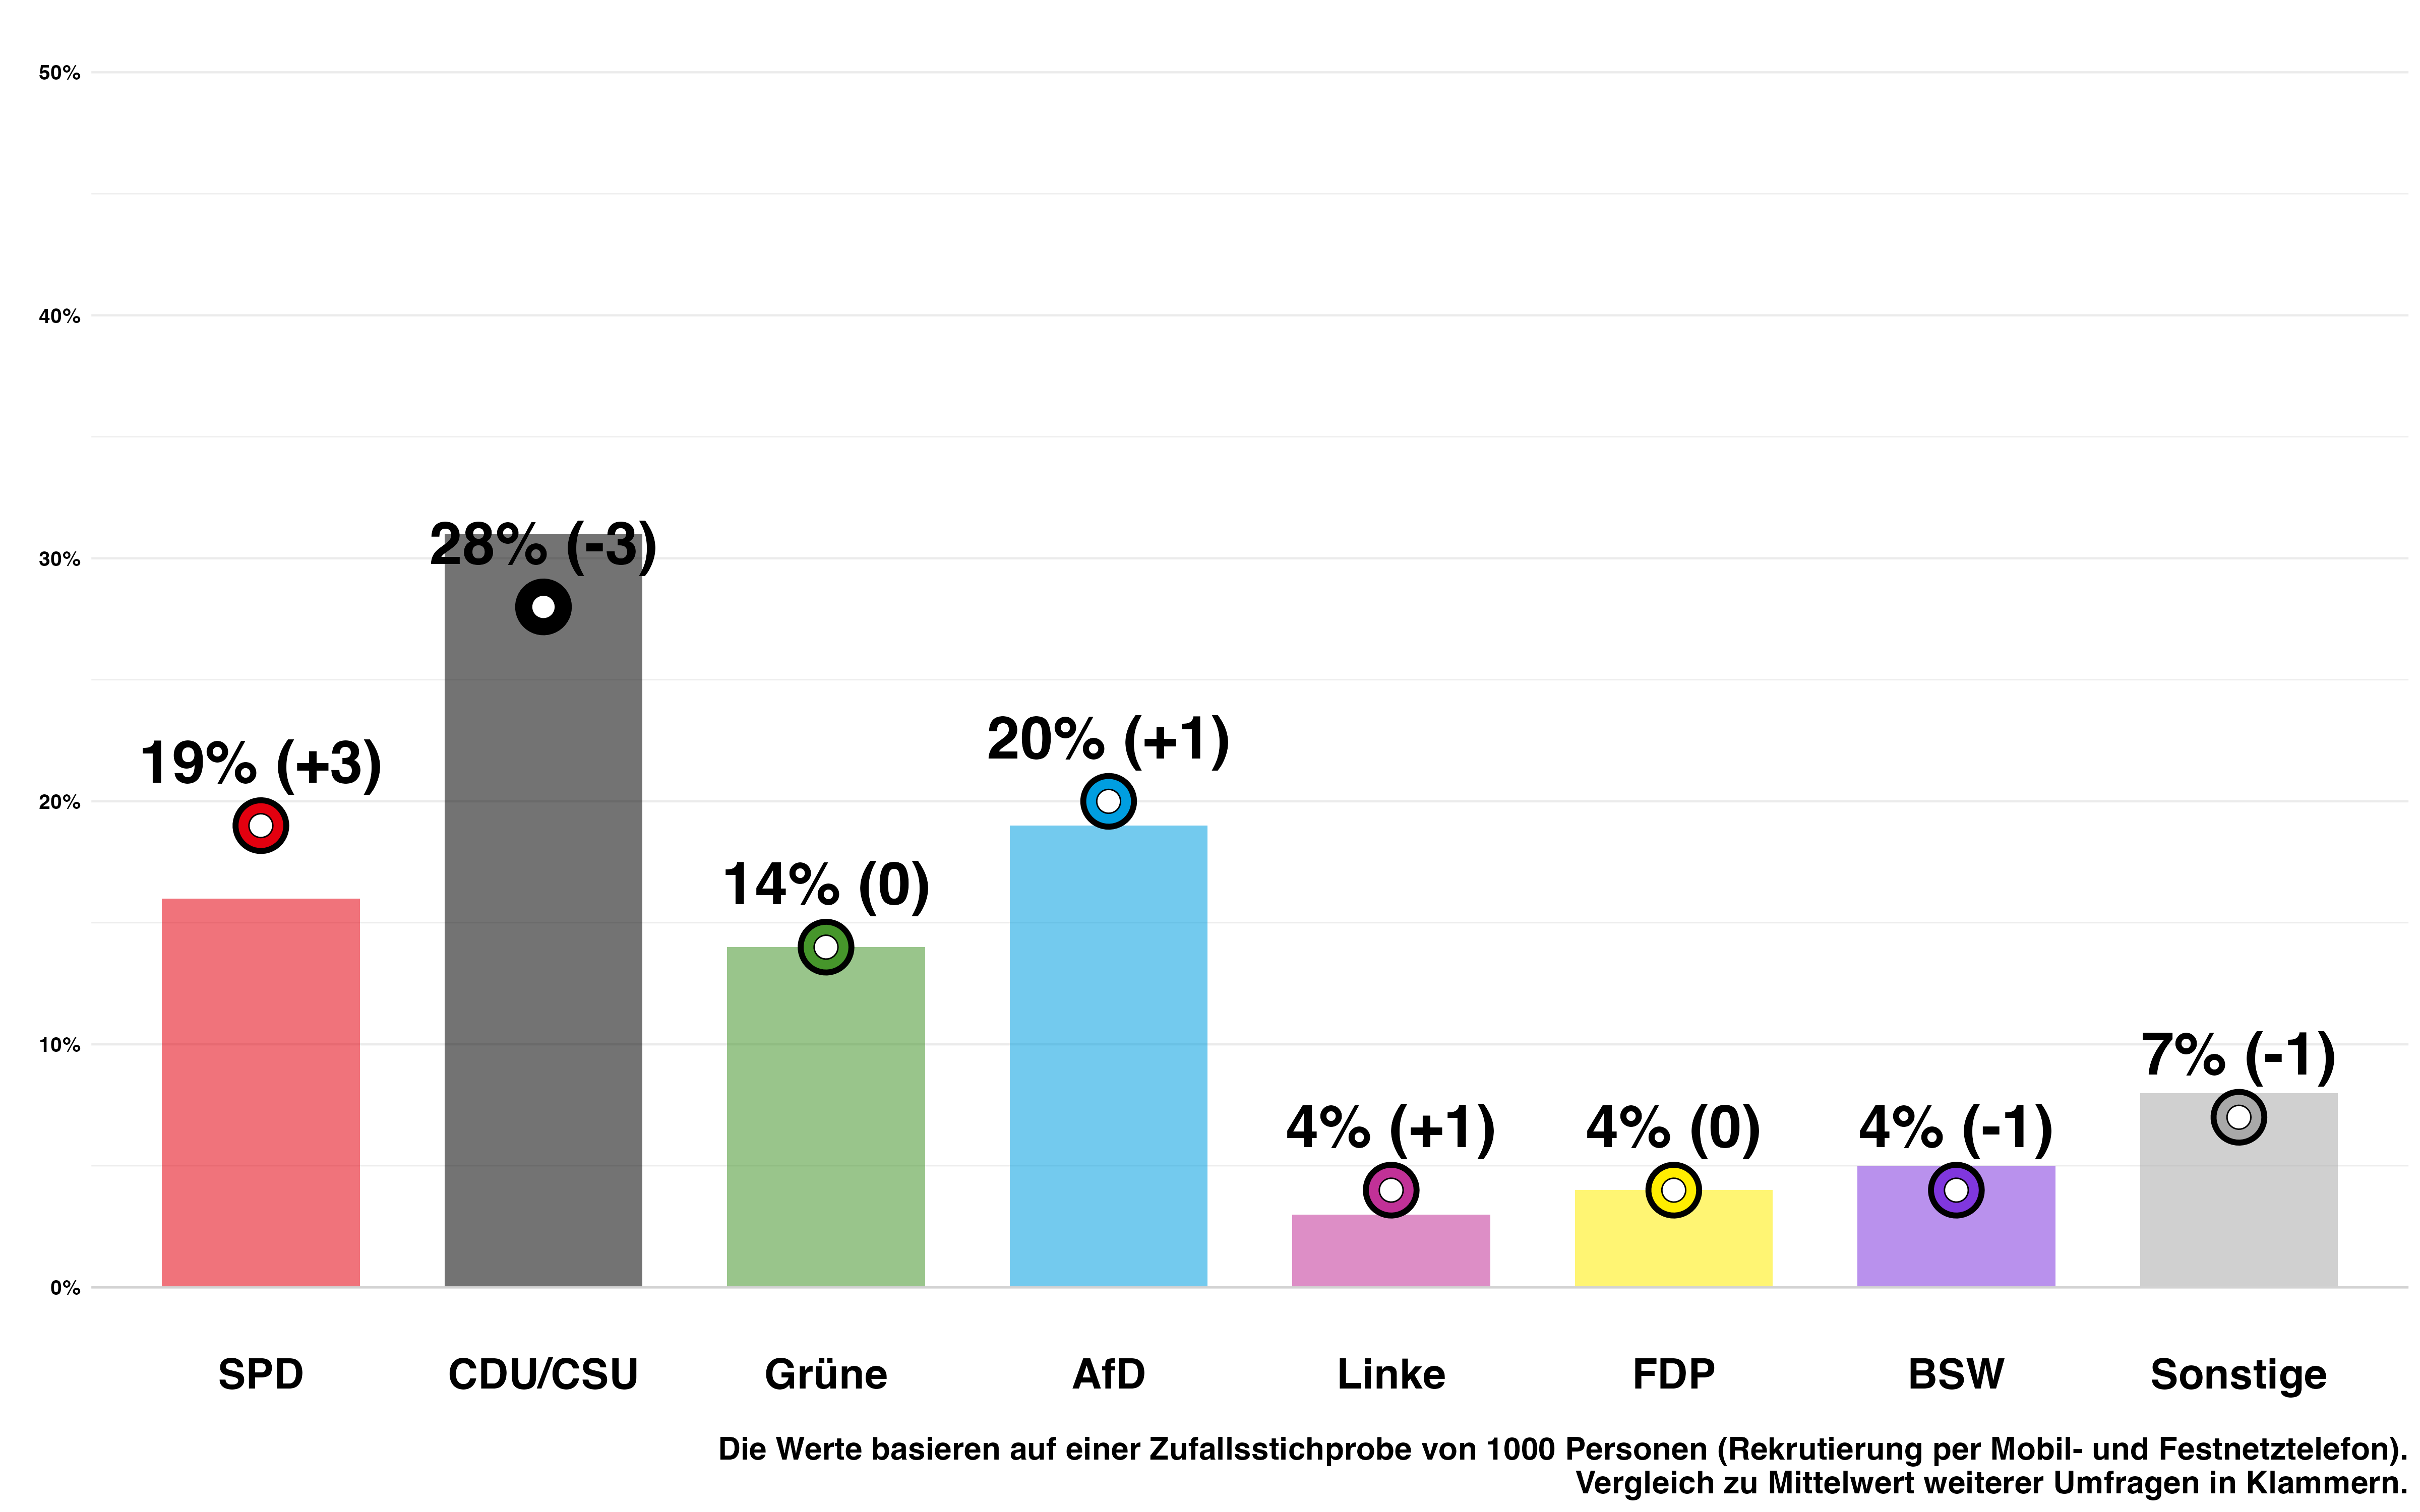 50%
40%
30%
20%
10%
0%
19% (+3)
28% (-3)
14% (0)
20% (+1)
4% (+1)
4% (0)
4% (-1)
7% (-1)
SPD
CDU/CSU
Grüne
AfD
Linke
FDP
BSW
Sonstige
Die Werte basieren auf einer Zufallsstichprobe von 1000 Personen (Rekrutierung per Mobil- und Festnetztelefon).
Vergleich zu Mittelwert weiterer Umfragen in Klammern.